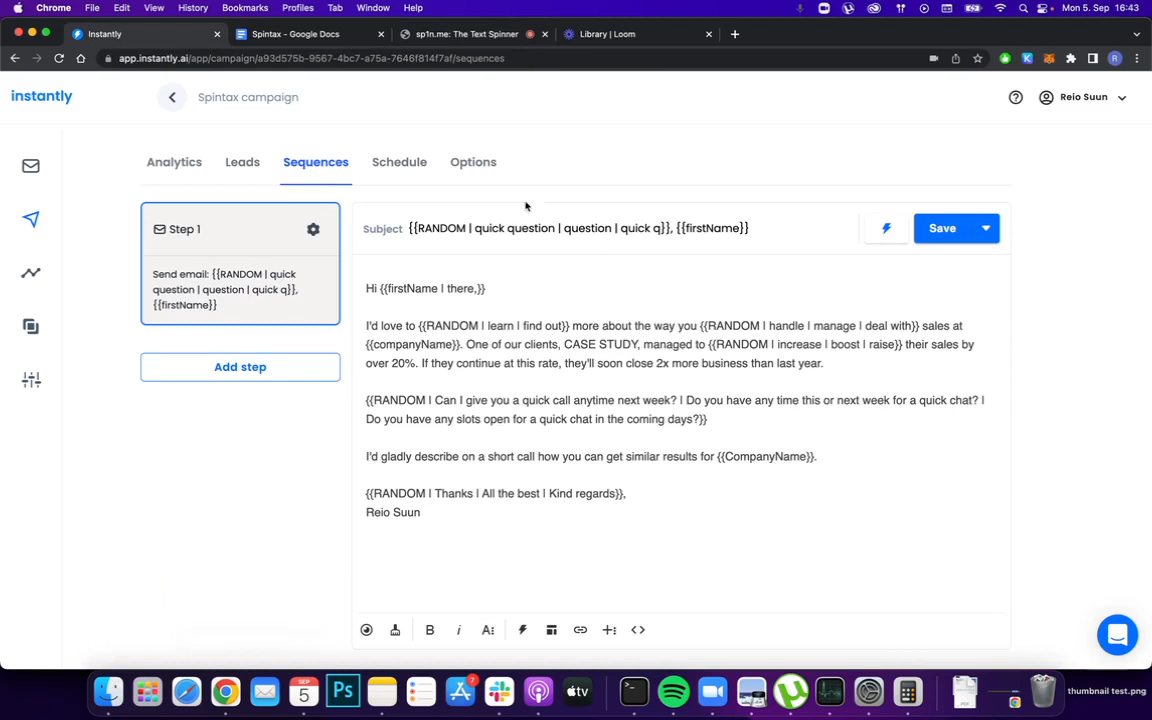 Chrome File Edit View History Bookmarks Profiles Tab Window Help Mon 5. Sep 16:43
Instantly Spintax - Google Docs sp1n.me: The Text Spinner Library | Loom
app.instantly.ai/app/campaign/a93d575b-9567-4bc7-a75a-7646f814f7af/sequences
instantly Spintax campaign Reio Suun
Analytics Leads Sequences Schedule Options
Step 1
Send email: {{RANDOM | quick
question | question | quick q}},
{{firstName}}
Add step
Subject {{RANDOM | quick question | question | quick q}}, {{firstName}} Save
Hi {{firstName | there,}}
I'd love to {{RANDOM | learn | find out}} more about the way you {{RANDOM | handle | manage | deal with}} sales at
{{companyName}}. One of our clients, CASE STUDY, managed to {{RANDOM | increase | boost | raise}} their sales by
over 20%. If they continue at this rate, they'll soon close 2x more business than last year.
{{RANDOM | Can I give you a quick call anytime next week? | Do you have any time this or next week for a quick chat? |
Do you have any slots open for a quick chat in the coming days?}}
I'd gladly describe on a short call how you can get similar results for {{CompanyName}}.
{{RANDOM | Thanks | All the best | Kind regards}},
Reio Suun
B i A
SEP
5
Ps
7
tv
thumbnail test.png